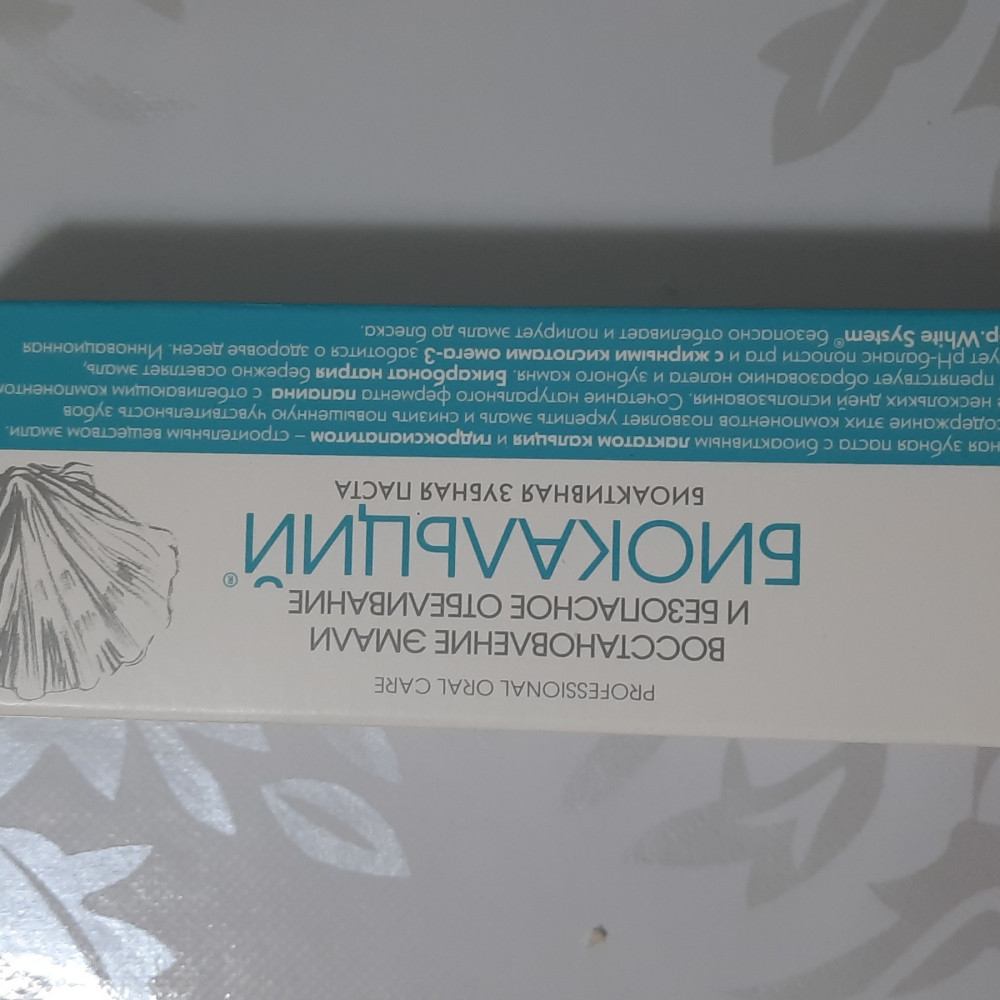 PROFESSIONAL ORAL CARE
ВОССТАНОВЛЕНИЕ ЭМАЛИ
И БЕЗОПАСНОЕ ОТБЕЛИВАНИЕ
БИОКАЛЬЦИЙ®
БИОАКТИВНАЯ ЗУБНАЯ ПАСТА
ная зубная паста с биоактивным лактатом кальция и гидроксиапатитом – строительным веществом эмали.
содержание этих компонентов позволяет укрепить эмаль и снизить повышенную чувствительность зубов
нескольких дней использования. Сочетание натурального фермента папаина с отбеливающим компонентом
препятствует образованию налета и зубного камня. Бикарбонат натрия бережно осветляет эмаль,
ует pH-баланс полости рта и с жирными кислотами омега-3 заботится о здоровье десен. Инновационная
p.White System® безопасно отбеливает и полирует эмаль до блеска.